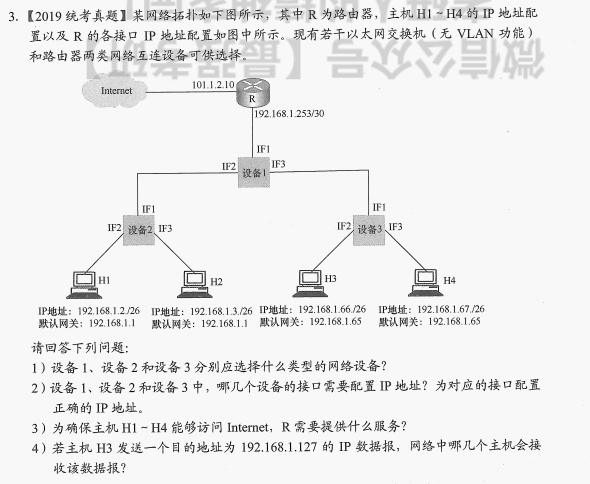 3.【2019 统考真题】某网络拓扑如下图所示，其中 R 为路由器，主机 H1 ~ H4 的 IP 地址配
置以及 R 的各接口 IP 地址配置如图中所示。现有若干以太网交换机（无 VLAN 功能）
和路由器两类网络互连设备可供选择。
Internet
101.1.2.10
R
192.168.1.253/30
IF1
IF2
设备1
IF3
IF1
IF2
设备2
IF3
IF1
IF2
设备3
IF3
H1
H2
H3
H4
IP地址：192.168.1.2./26 IP地址：192.168.1.3./26 IP地址：192.168.1.66./26 IP地址：192.168.1.67./26
默认网关：192.168.1.1 默认网关：192.168.1.1 默认网关：192.168.1.65 默认网关：192.168.1.65
请回答下列问题：
1）设备 1、设备 2 和设备 3 分别应选择什么类型的网络设备？
2）设备 1、设备 2 和设备 3 中，哪几个设备的接口需要配置 IP 地址？为对应的接口配置
正确的 IP 地址。
3）为确保主机 H1 ~ H4 能够访问 Internet，R 需要提供什么服务？
4）若主机 H3 发送一个目的地址为 192.168.1.127 的 IP 数据报，网络中哪几个主机会接
收该数据报？